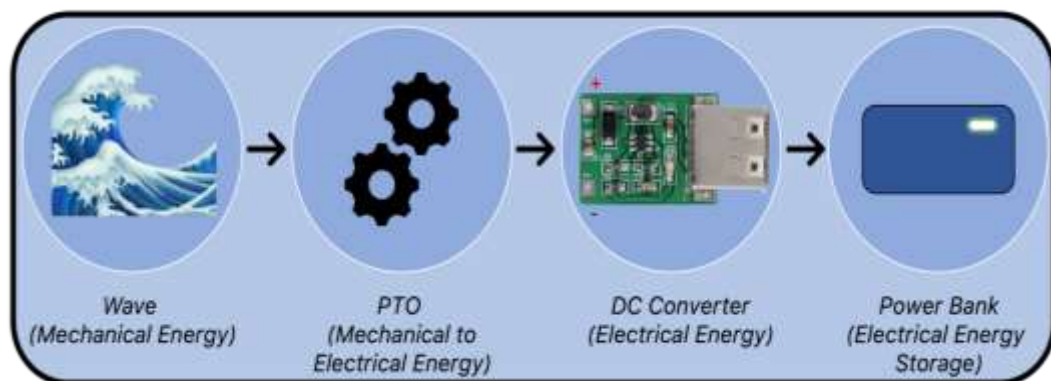 +
-
Wave
(Mechanical Energy)
PTO
(Mechanical to
Electrical Energy)
DC Converter
(Electrical Energy)
Power Bank
(Electrical Energy
Storage)